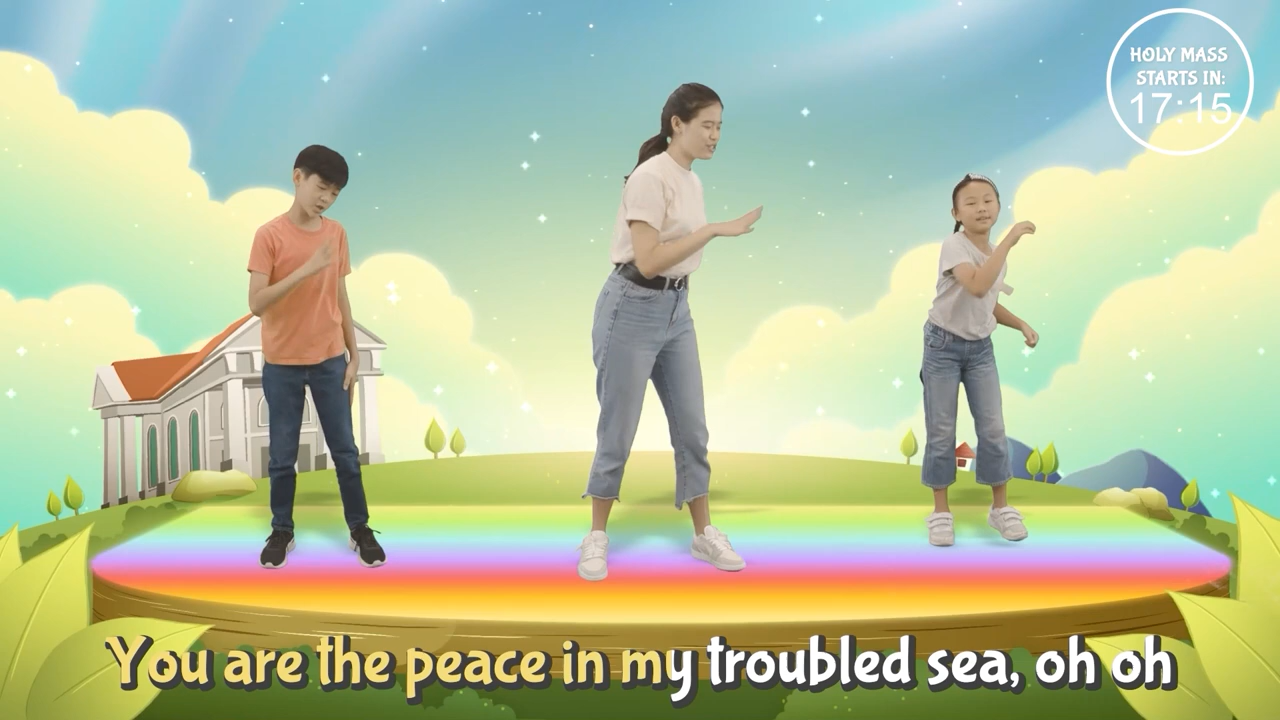 HOLY MASS
STARTS IN:
17:15
You are the peace in my troubled sea, oh oh